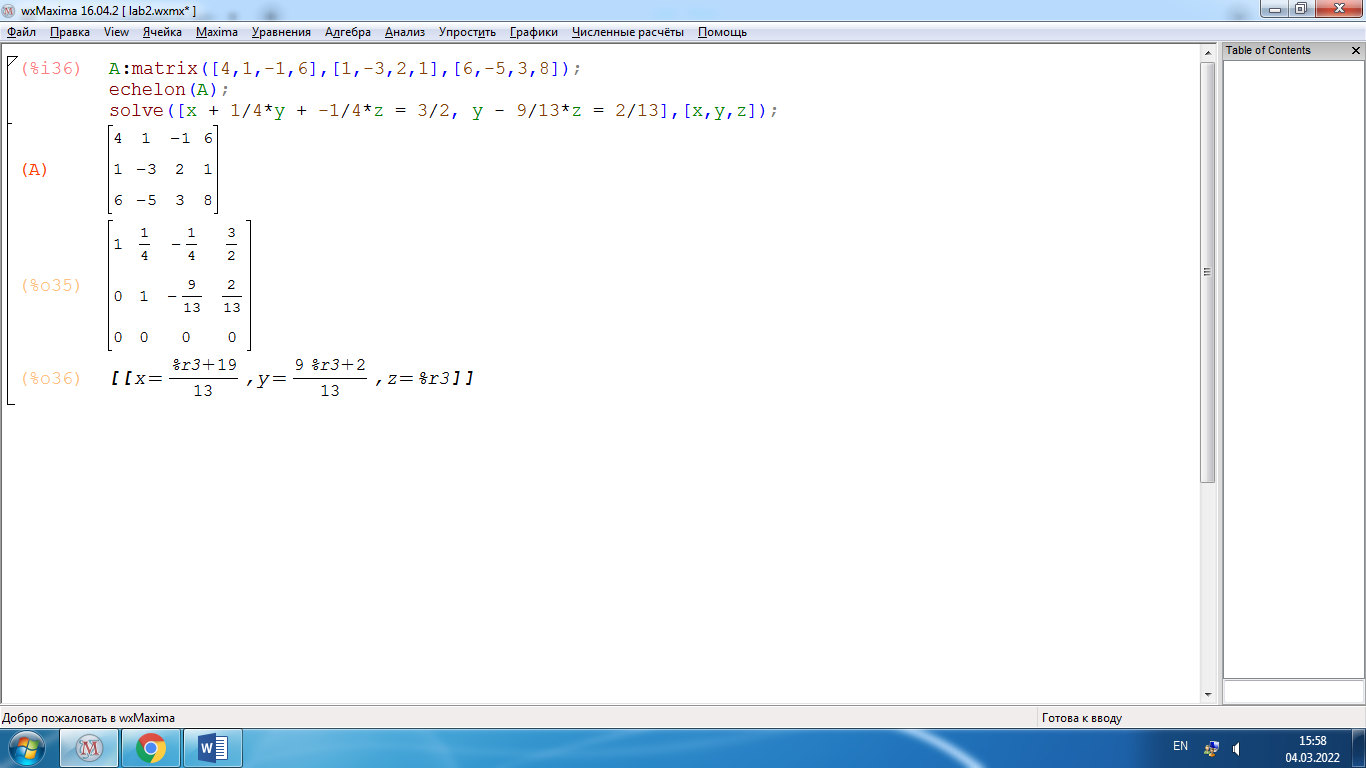 wxMaxima 16.04.2 [ lab2.wxmx* ]
Файл Правка View Ячейка Maxima Уравнения Алгебра Анализ Упростить Графики Численные расчёты Помощь
Table of Contents
(%i36) A:matrix([4,1,-1,6],[1,-3,2,1],[6,-5,3,8]);
echelon(A);
solve([x + 1/4*y + -1/4*z = 3/2, y - 9/13*z = 2/13],[x,y,z]);
4 1 -1 6
(A) 1 -3 2 1
6 -5 3 8
1 1/4 -1/4 3/2
(%o35) 0 1 -9/13 2/13
0 0 0 0
(%o36) [[x=(%r3+19)/13,y=(9 %r3+2)/13,z=%r3]]
Добро пожаловать в wxMaxima
Готова к вводу
EN
15:58
04.03.2022